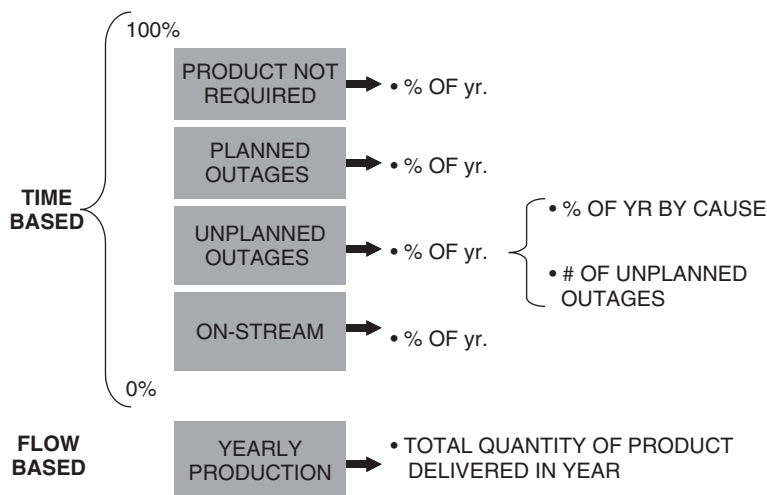 100%
PRODUCT NOT
REQUIRED
• % OF yr.
PLANNED
OUTAGES
• % OF yr.
TIME
BASED
UNPLANNED
OUTAGES
• % OF yr.
• % OF YR BY CAUSE
• # OF UNPLANNED
OUTAGES
ON-STREAM
• % OF yr.
0%
FLOW
BASED
YEARLY
PRODUCTION
• TOTAL QUANTITY OF PRODUCT
DELIVERED IN YEAR